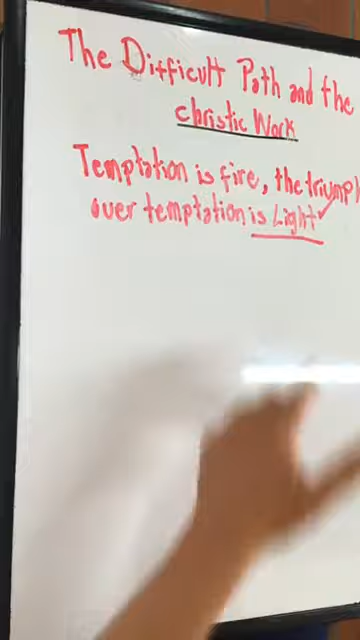 The Difficult Path and the
christic Work
Temptation is fire, the triumph
over temptation is Light